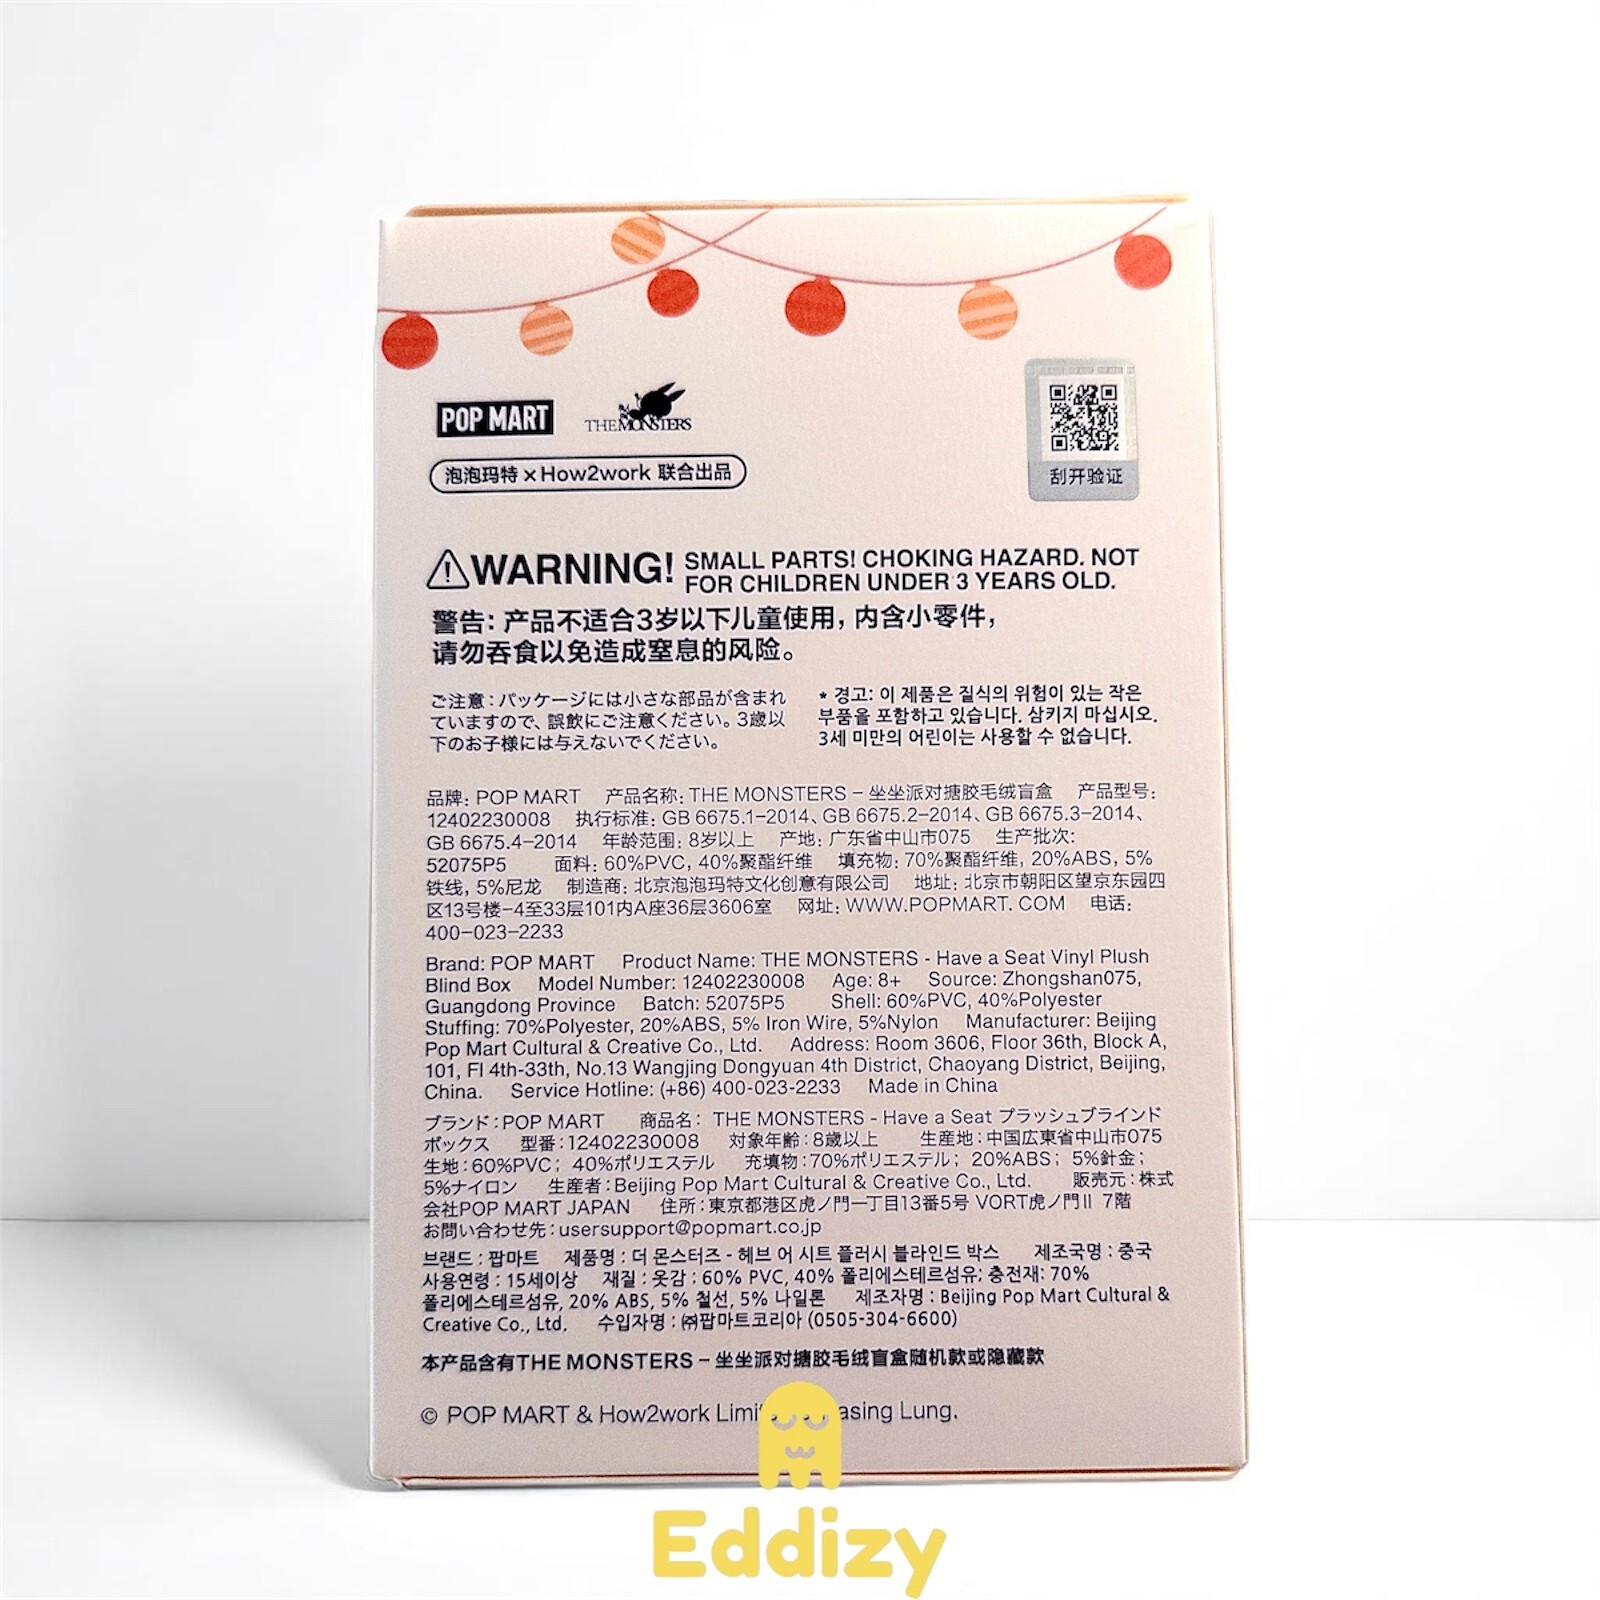 POP MART
THE MONSTERS
泡泡玛特 × How2work 联合出品
刮开验证
WARNING! SMALL PARTS! CHOKING HAZARD. NOT
FOR CHILDREN UNDER 3 YEARS OLD.
警告: 产品不适合3岁以下儿童使用, 内含小零件,
请勿吞食以免造成窒息的风险。
ご注意:パッケージには小さな部品が含まれ
ていますので、誤飲にご注意ください。3歳以
下のお子様には与えないでください。
* 경고: 이 제품은 질식의 위험이 있는 작은
부품을 포함하고 있습니다. 삼키지 마십시오.
3세 미만의 어린이는 사용할 수 없습니다.
品牌: POP MART 产品名称: THE MONSTERS – 坐坐派对搪胶毛绒盲盒 产品型号:
12402230008 执行标准: GB 6675.1–2014、GB 6675.2–2014、GB 6675.3–2014、
GB 6675.4–2014 年龄范围: 8岁以上 产地: 广东省中山市075 生产批次:
52075P5 面料: 60%PVC, 40%聚酯纤维 填充物: 70%聚酯纤维, 20%ABS, 5%
铁线, 5%尼龙 制造商: 北京泡泡玛特文化创意有限公司 地址: 北京市朝阳区望京东园四
区13号楼–4至33层101内A座36层3606室 网址: WWW.POPMART. COM 电话:
400–023–2233
Brand: POP MART Product Name: THE MONSTERS - Have a Seat Vinyl Plush
Blind Box Model Number: 12402230008 Age: 8+ Source: Zhongshan075,
Guangdong Province Batch: 52075P5 Shell: 60%PVC, 40%Polyester
Stuffing: 70%Polyester, 20%ABS, 5% Iron Wire, 5%Nylon Manufacturer: Beijing
Pop Mart Cultural & Creative Co., Ltd. Address: Room 3606, Floor 36th, Block A,
101, Fl 4th-33th, No.13 Wangjing Dongyuan 4th District, Chaoyang District, Beijing,
China. Service Hotline: (+86) 400-023-2233 Made in China
ブランド:POP MART 商品名: THE MONSTERS - Have a Seat プラッシュブラインド
ボックス 型番:12402230008 対象年齢:8歳以上 生産地:中国広東省中山市075
生地:60%PVC; 40%ポリエステル 充填物:70%ポリエステル; 20%ABS; 5%針金;
5%ナイロン 生産者:Beijing Pop Mart Cultural & Creative Co., Ltd. 販売元:株式
会社POP MART JAPAN 住所:東京都港区虎ノ門一丁目13番5号 VORT虎ノ門II 7階
お問い合わせ先:usersupport@popmart.co.jp
브랜드 : 팝마트 제품명 : 더 몬스터즈 - 헤브 어 시트 플러시 블라인드 박스 제조국명 : 중국
사용연령 : 15세이상 재질 : 옷감 : 60% PVC, 40% 폴리에스테르섬유; 충전재: 70%
폴리에스테르섬유, 20% ABS, 5% 철선, 5% 나일론 제조자명 : Beijing Pop Mart Cultural &
Creative Co., Ltd. 수입자명 : ㈜팝마트코리아 (0505-304-6600)
本产品含有THE MONSTERS – 坐坐派对搪胶毛绒盲盒随机款或隐藏款
© POP MART & How2work Lung.
Eddizy